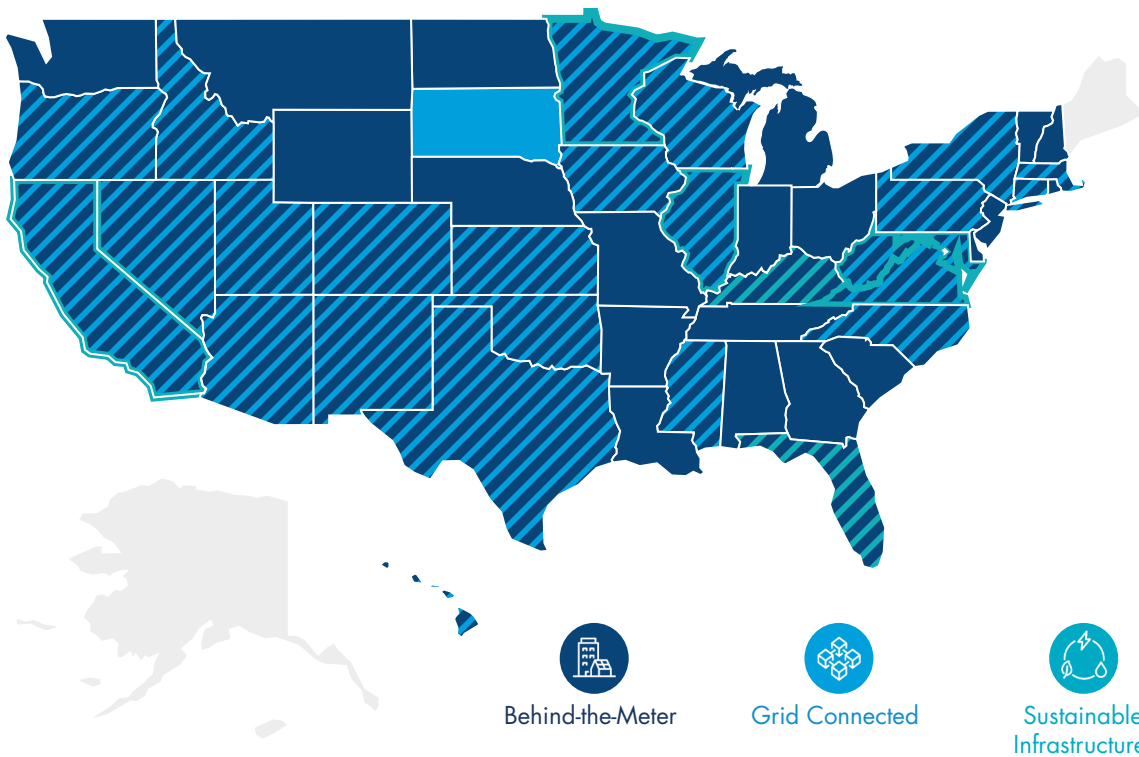 Behind-the-Meter
Grid Connected
Sustainable
Infrastructure